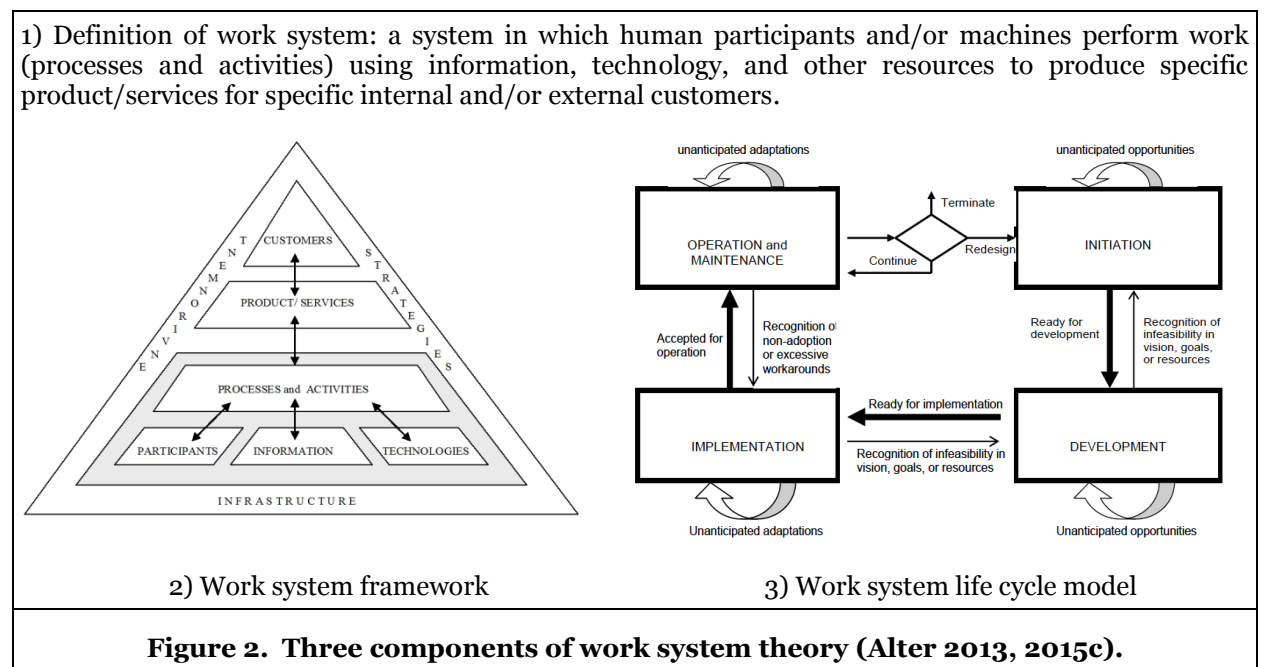 1) Definition of work system: a system in which human participants and/or machines perform work
(processes and activities) using information, technology, and other resources to produce specific
product/services for specific internal and/or external customers.
CUSTOMERS
PRODUCT/ SERVICES
PROCESSES and ACTIVITIES
PARTICIPANTS
INFORMATION
TECHNOLOGIES
ENVIRONMENT
STRATEGIES
INFRASTRUCTURE
2) Work system framework
unanticipated adaptations
OPERATION and
MAINTENANCE
Terminate
Redesign
Continue
unanticipated opportunities
INITIATION
Accepted for
operation
Recognition of
non-adoption
or excessive
workarounds
Ready for
development
Recognition of
infeasibility in
vision, goals,
or resources
IMPLEMENTATION
Ready for implementation
Recognition of infeasibility in
vision, goals, or resources
DEVELOPMENT
Unanticipated adaptations
Unanticipated opportunities
3) Work system life cycle model
Figure 2. Three components of work system theory (Alter 2013, 2015c).